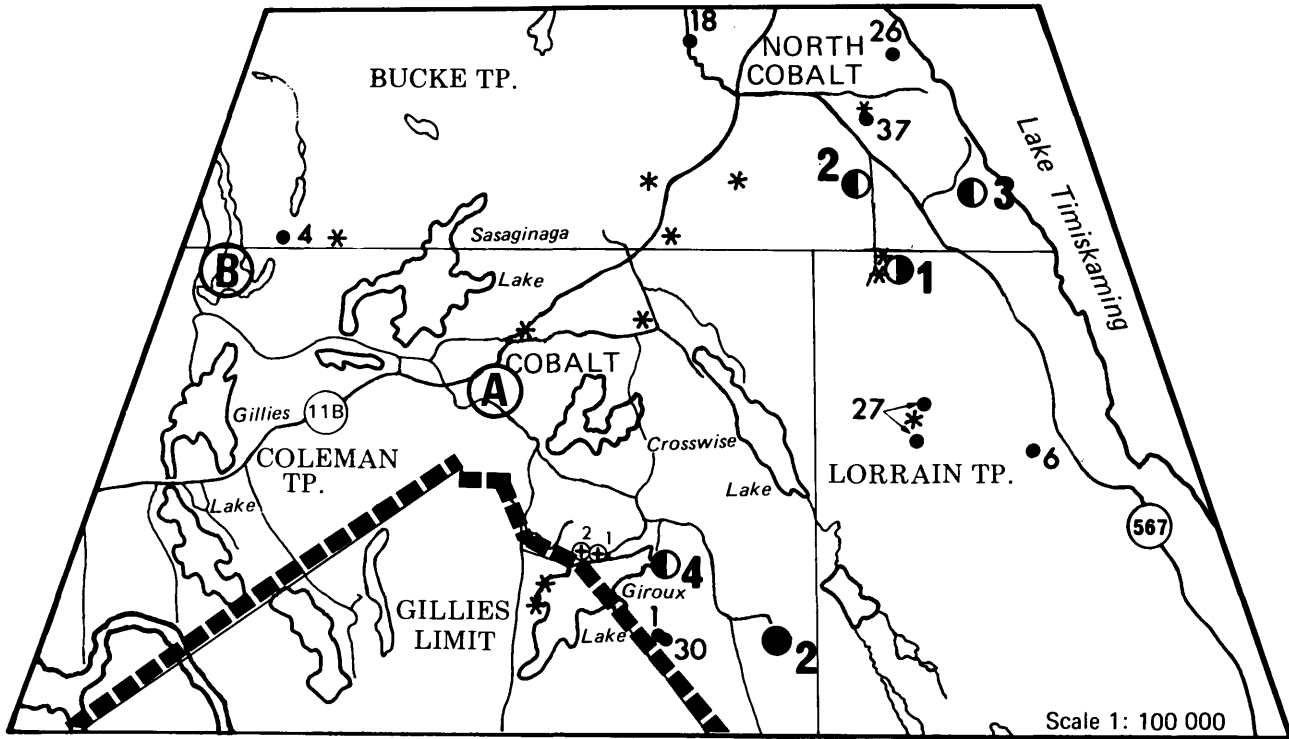 18
26
NORTH
COBALT
BUCKE TP.
37
Lake Timiskaming
2
3
4
Sasaginaga
B
1
Lake
COBALT
A
27
Gillies
11B
Crosswise
COLEMAN
TP.
6
LORRAIN TP.
Lake
Lake
567
2
1
4
Giroux
GILLIES
LIMIT
1
Lake
30
2
Scale 1: 100 000